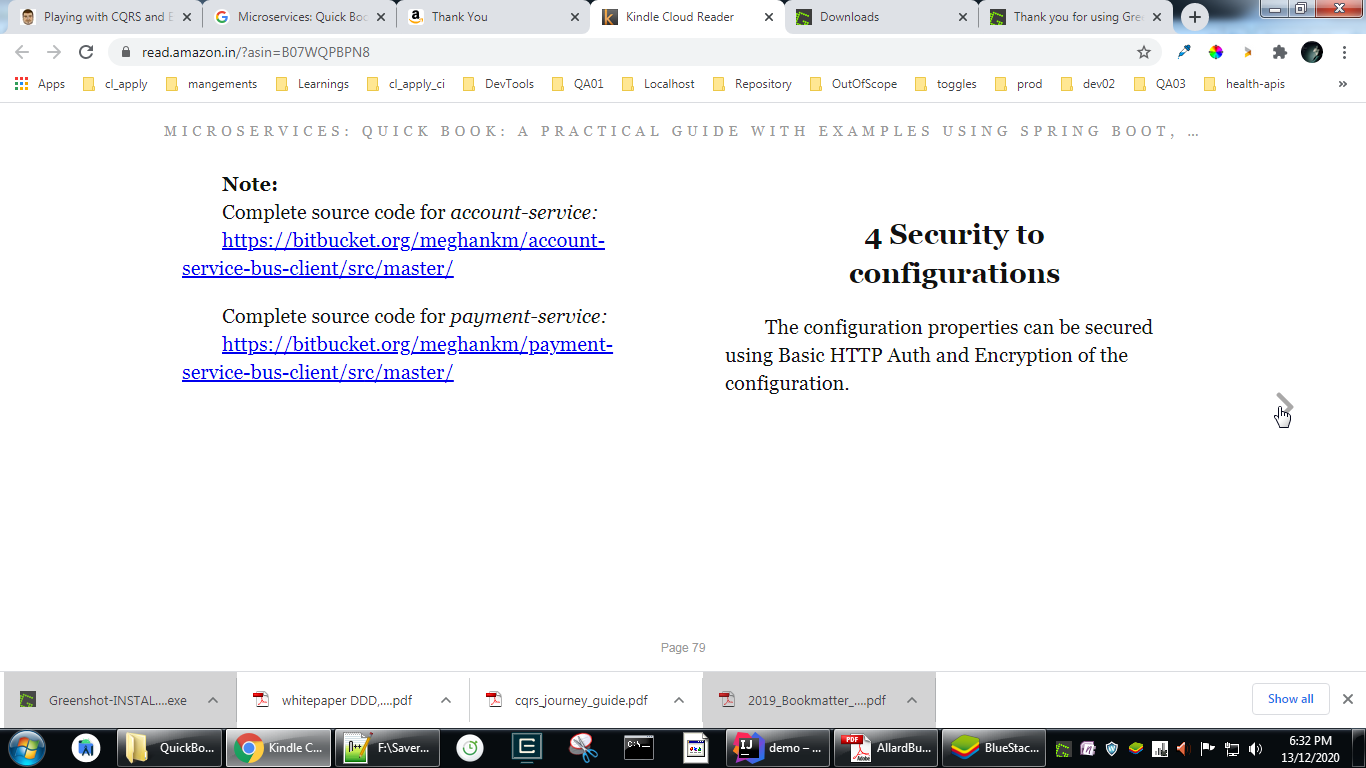 Playing with CQRS and E
Microservices: Quick Boo
Thank You
Kindle Cloud Reader
Downloads
Thank you for using Gre
read.amazon.in/?asin=B07WQPBPN8
Apps
cl_apply
mangements
Learnings
cl_apply_ci
DevTools
QA01
Localhost
Repository
OutOfScope
toggles
prod
dev02
QA03
health-apis
»
MICROSERVICES: QUICK BOOK: A PRACTICAL GUIDE WITH EXAMPLES USING SPRING BOOT, …
Note:
Complete source code for account-service:
https://bitbucket.org/meghankm/account-
service-bus-client/src/master/
Complete source code for payment-service:
https://bitbucket.org/meghankm/payment-
service-bus-client/src/master/
4 Security to
configurations
The configuration properties can be secured
using Basic HTTP Auth and Encryption of the
configuration.
Page 79
Greenshot-INSTAL....exe
whitepaper DDD,....pdf
cqrs_journey_guide.pdf
2019_Bookmatter_....pdf
Show all
QuickBo...
Kindle C...
F:\Saver...
demo – ...
AllardBu...
BlueStac...
6:32 PM
13/12/2020